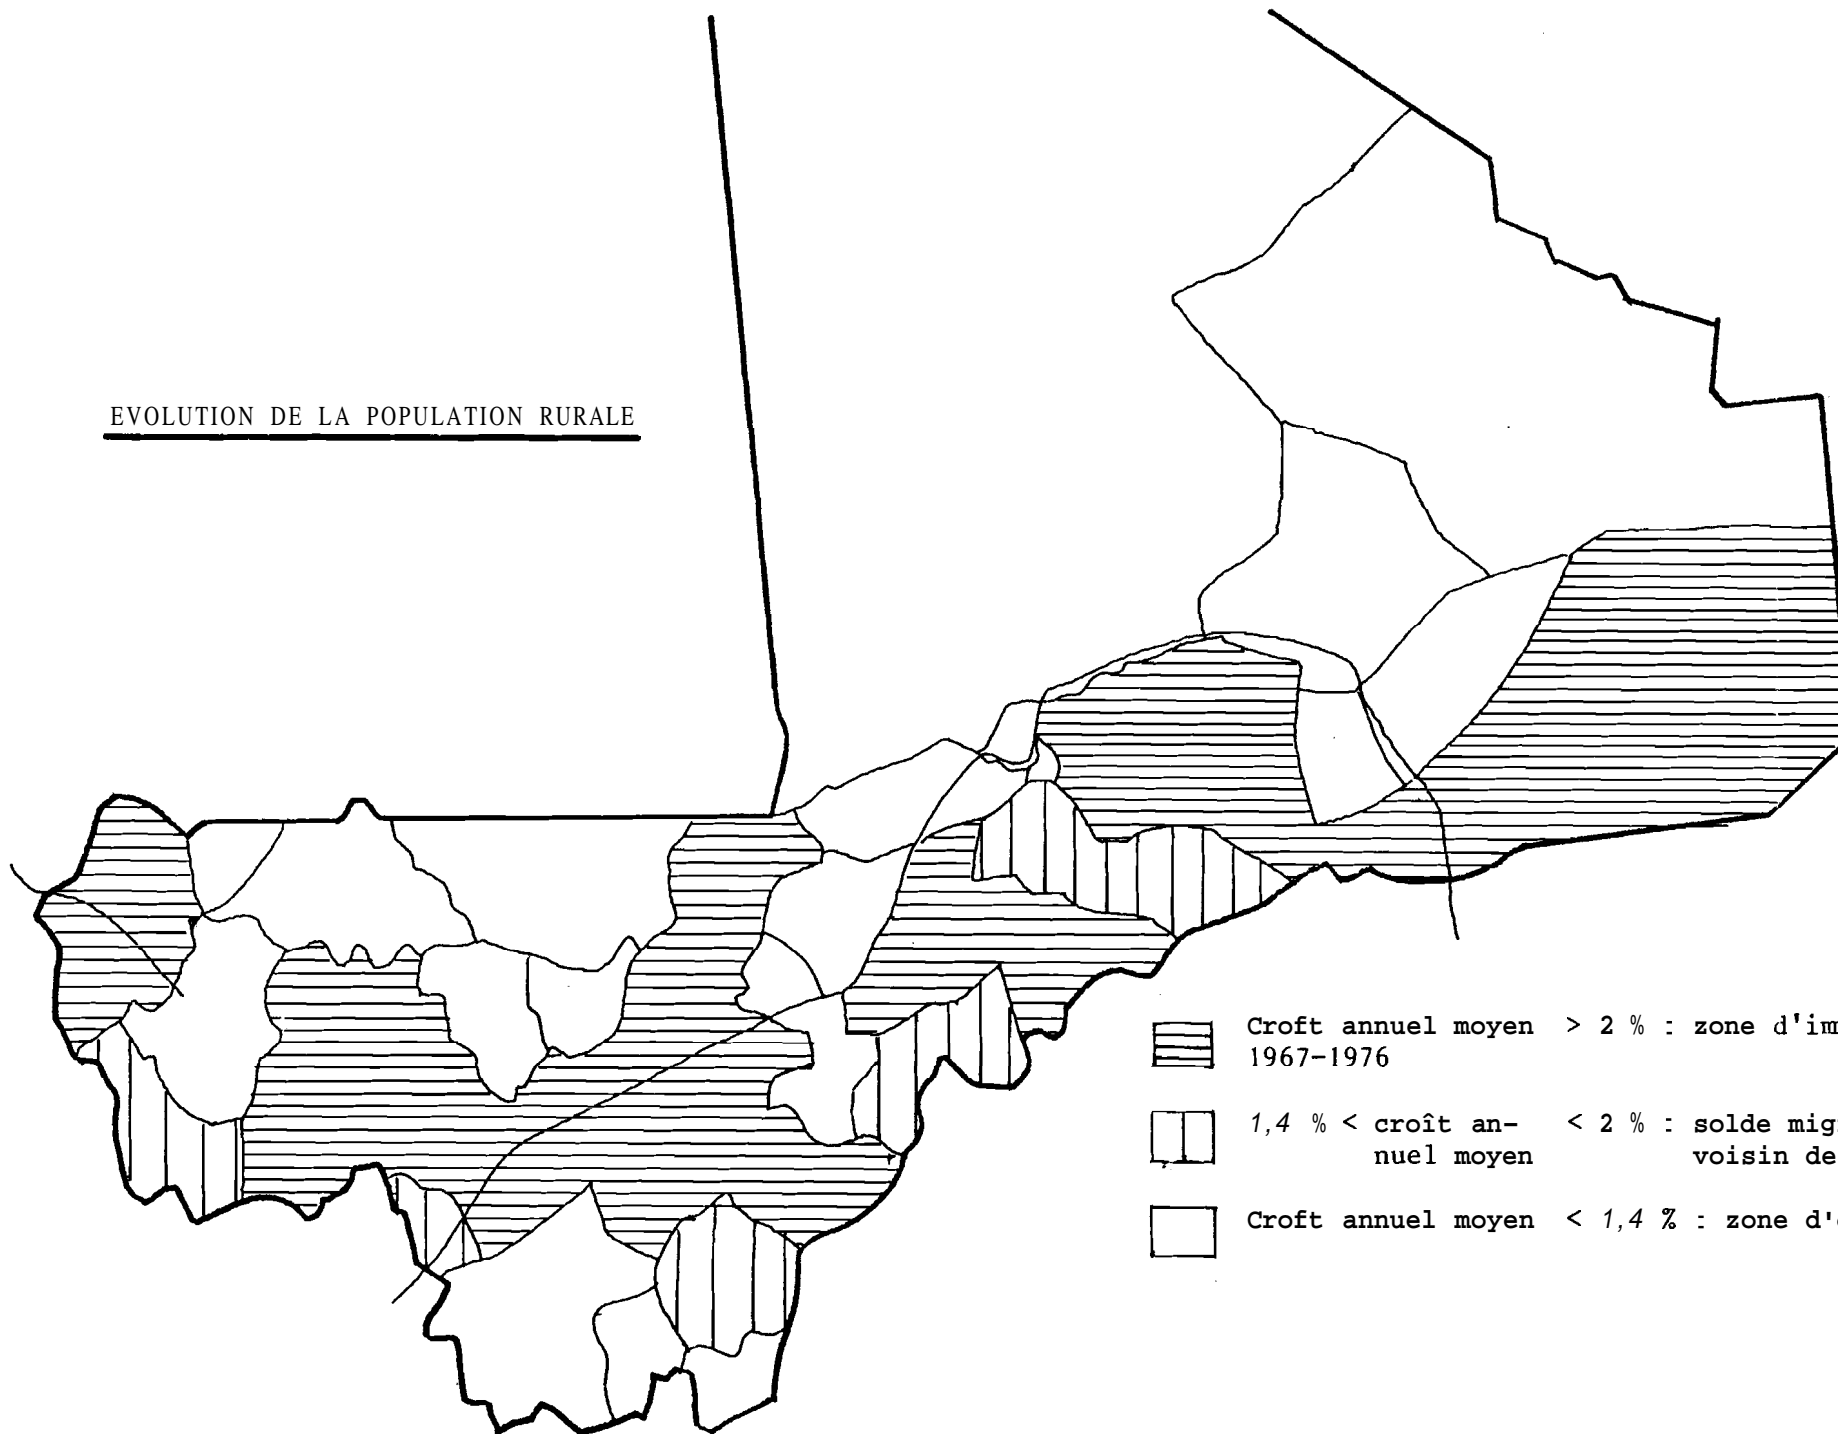 EVOLUTION DE LA POPULATION RURALE
Croft annuel moyen > 2 % : zone d'im
1967-1976
1,4 % < croît an- < 2 % : solde mig
nuel moyen voisin de
Croft annuel moyen < 1,4 % : zone d'